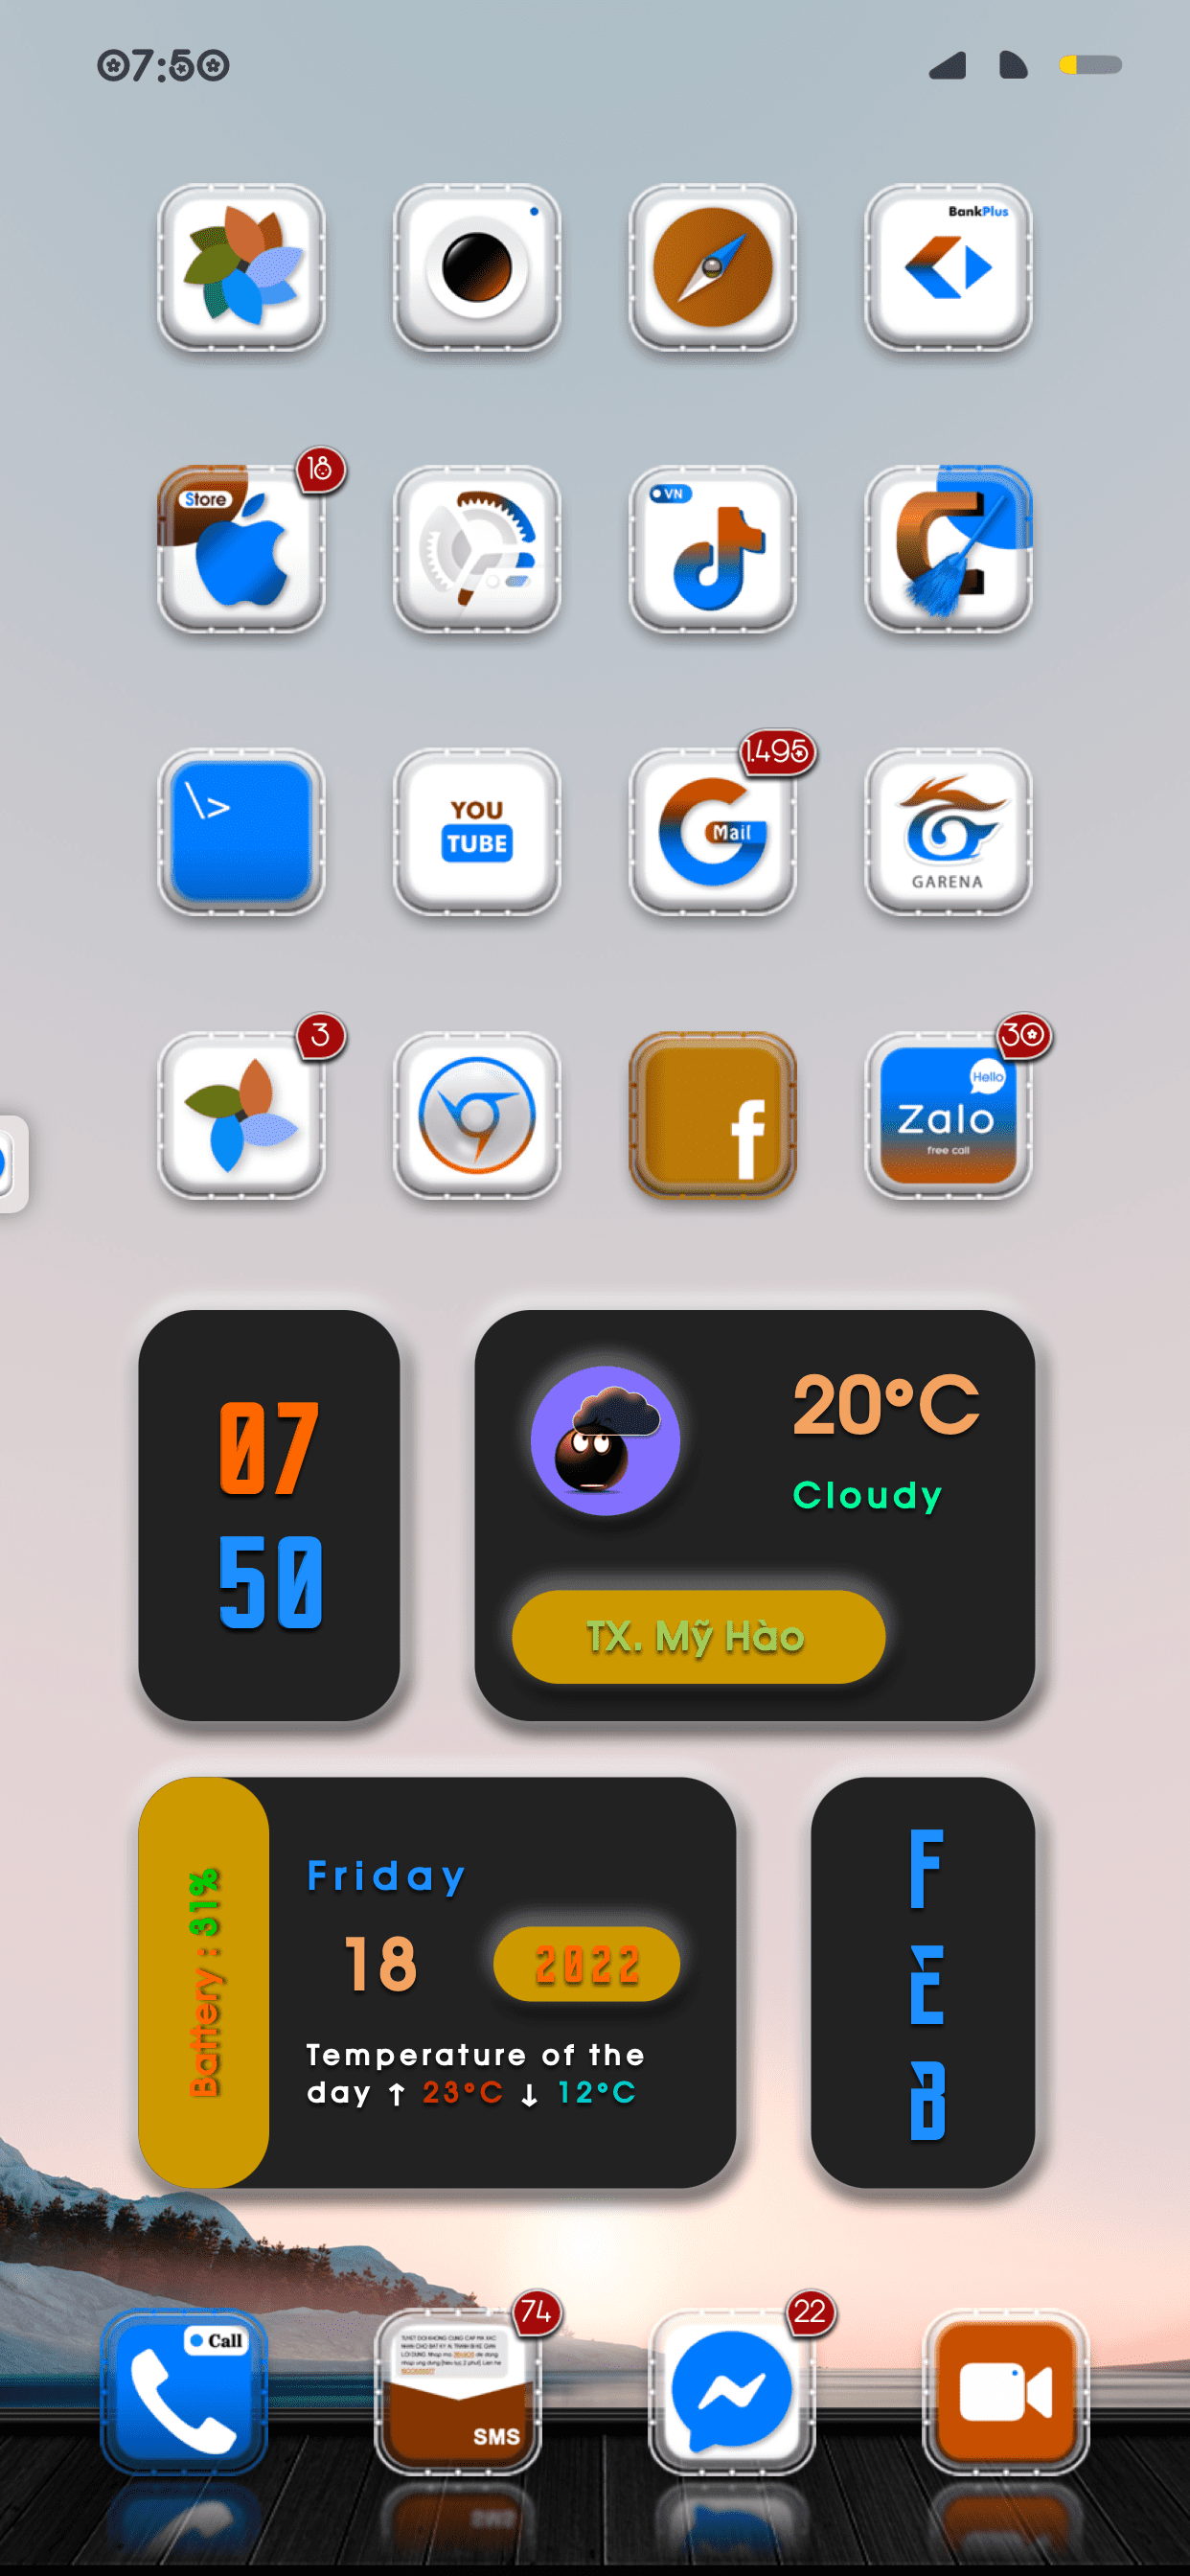 07:50
BankPlus
18
Store
VN
\>
YOU
TUBE
1.495
Mail
GARENA
3
f
30
Hello
Zalo
free call
07
50
20°C
Cloudy
TX. Mỹ Hào
Battery : 31%
Friday
18
2022
Temperature of the
day ↑ 23°C ↓ 12°C
F
E
B
Call
74
SMS
22